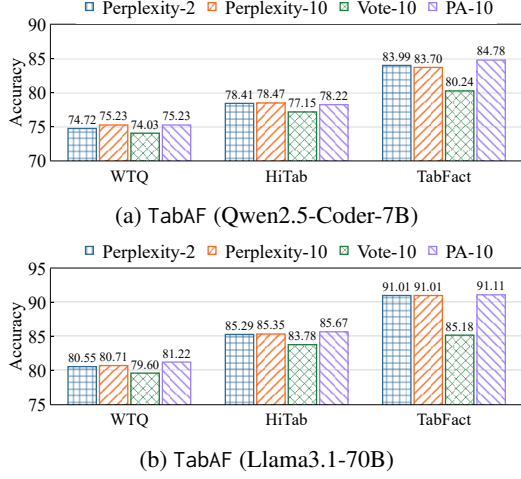 Perplexity-2 Perplexity-10 Vote-10 PA-10
90
85
80
75
70
Accuracy
74.72 75.23 74.03 75.23
78.41 78.47 77.15 78.22
83.99 83.70 80.24 84.78
WTQ HiTab TabFact
(a) TabAF (Qwen2.5-Coder-7B)
Perplexity-2 Perplexity-10 Vote-10 PA-10
95
90
85
80
75
Accuracy
80.55 80.71 79.60 81.22
85.29 85.35 83.78 85.67
91.01 91.01 85.18 91.11
WTQ HiTab TabFact
(b) TabAF (Llama3.1-70B)